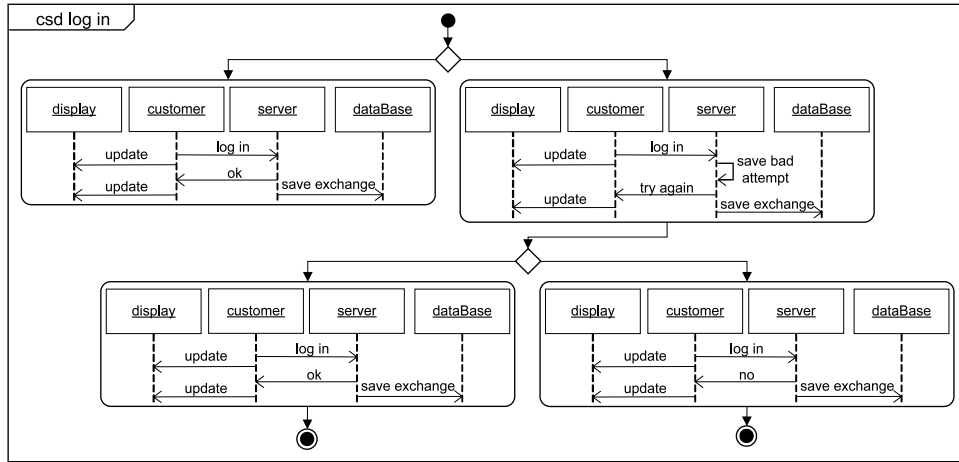 csd log in
display customer server dataBase
log in
update
ok
update
save exchange
display customer server dataBase
log in
update
save bad
attempt
try again
update
save exchange
display customer server dataBase
log in
update
ok
update
save exchange
display customer server dataBase
log in
update
no
update
save exchange